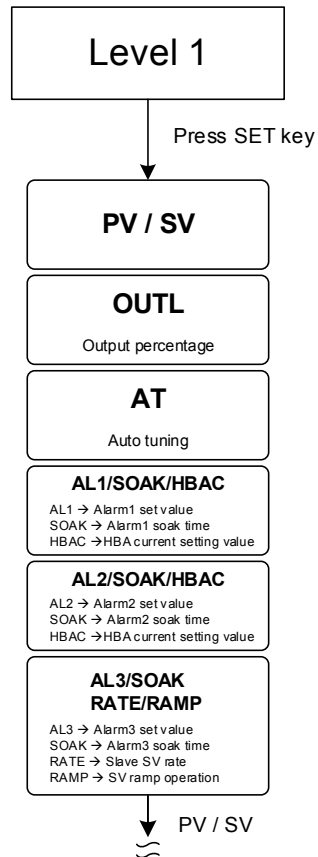 Level 1
Press SET key
PV / SV
OUTL
Output percentage
AT
Auto tuning
AL1/SOAK/HBAC
AL1 → Alarm1 set value
SOAK → Alarm1 soak time
HBAC →HBA current setting value
AL2/SOAK/HBAC
AL2 → Alarm2 set value
SOAK → Alarm2 soak time
HBAC →HBA current setting value
AL3/SOAK
RATE/RAMP
AL3 → Alarm3 set value
SOAK → Alarm3 soak time
RATE → Slave SV rate
RAMP → SV ramp operation
PV / SV